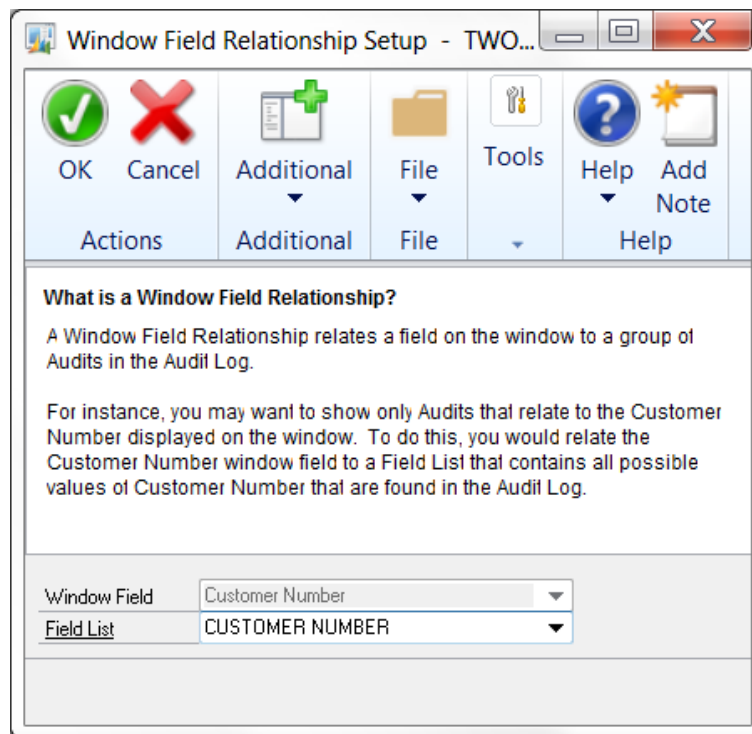 Window Field Relationship Setup - TWO...
OK Cancel Additional File Tools Help Add Note
Actions Additional File Help
What is a Window Field Relationship?
A Window Field Relationship relates a field on the window to a group of
Audits in the Audit Log.
For instance, you may want to show only Audits that relate to the Customer
Number displayed on the window. To do this, you would relate the
Customer Number window field to a Field List that contains all possible
values of Customer Number that are found in the Audit Log.
Window Field Customer Number
Field List CUSTOMER NUMBER